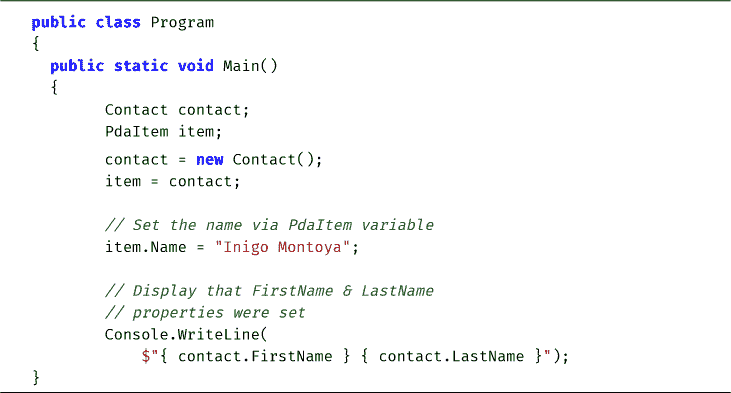 public class Program
{
public static void Main()
{
Contact contact;
PdaItem item;
contact = new Contact();
item = contact;
// Set the name via PdaItem variable
item.Name = "Inigo Montoya";
// Display that FirstName & LastName
// properties were set
Console.WriteLine(
$"{ contact.FirstName } { contact.LastName }");
}